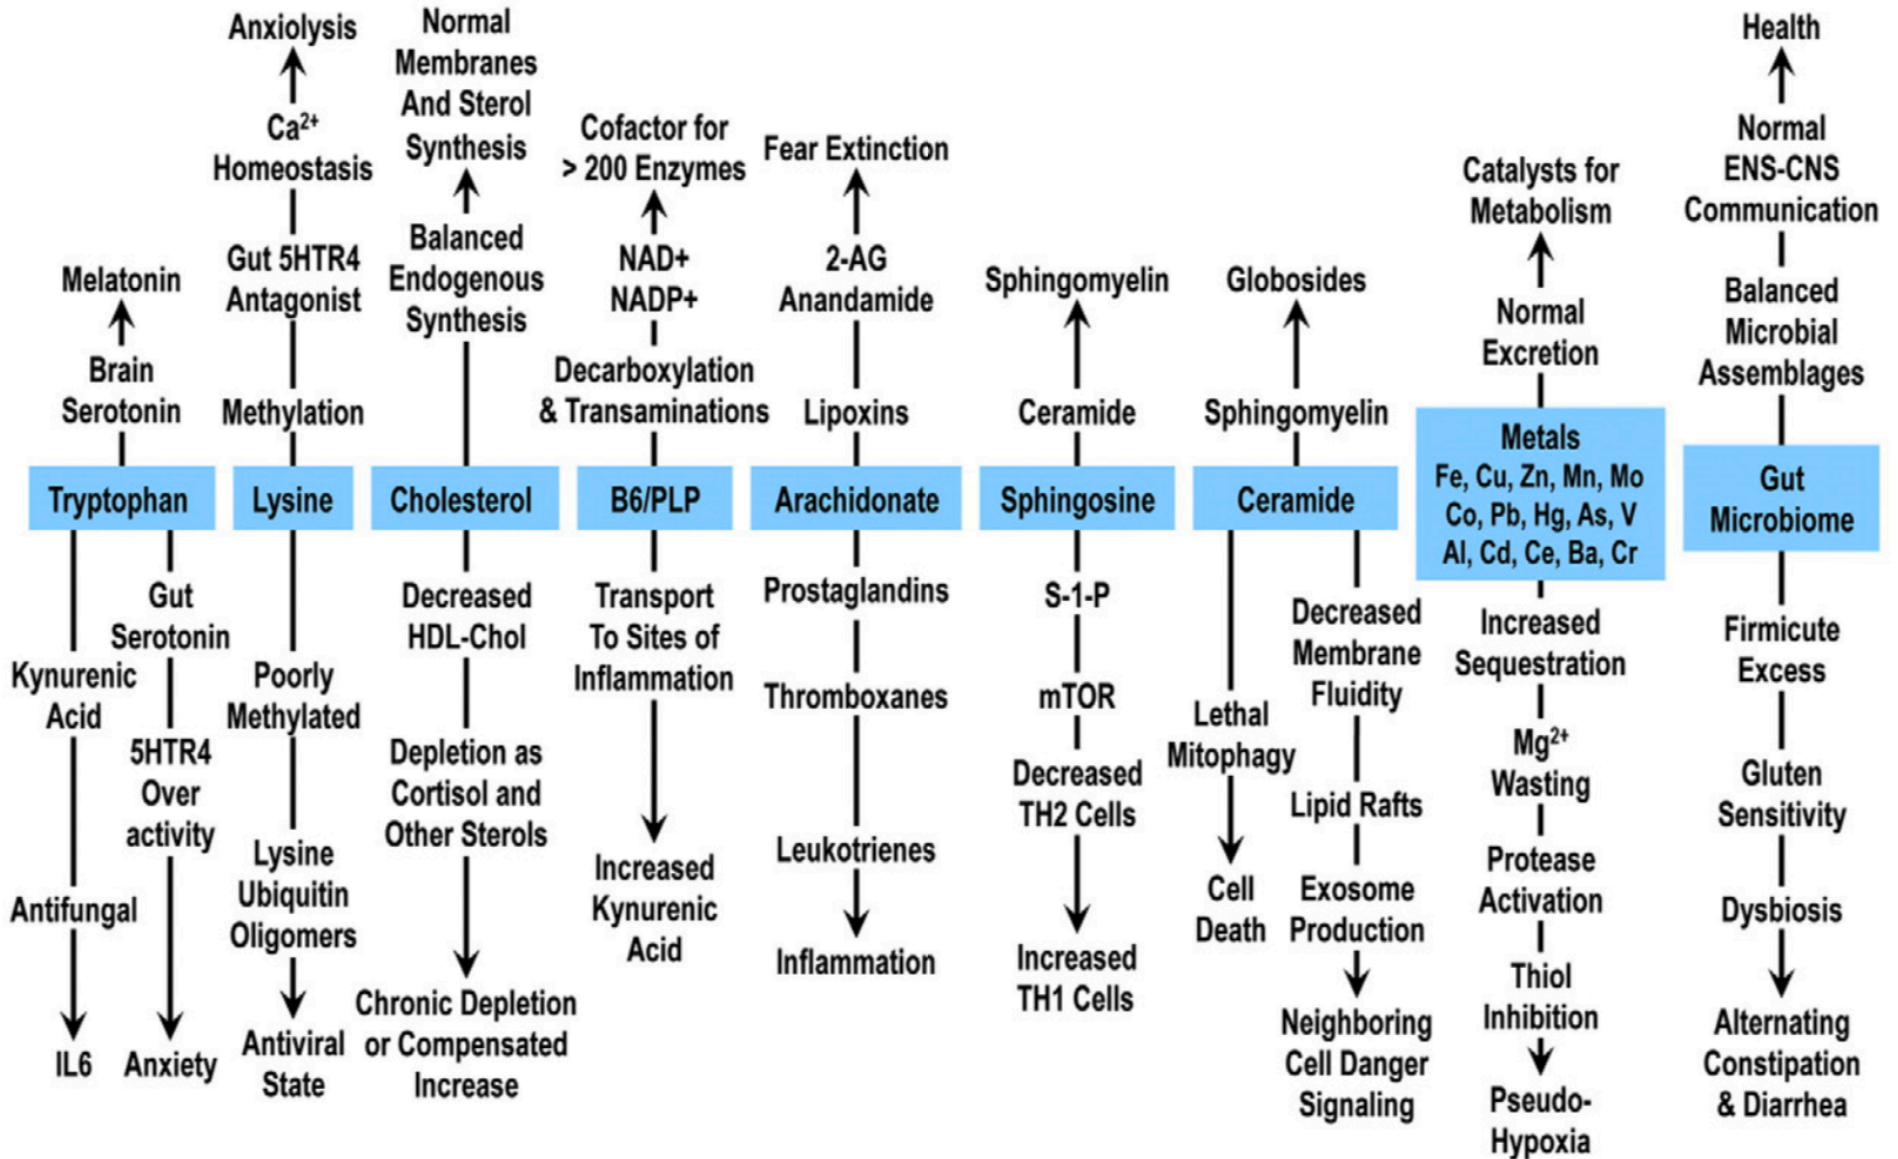 Anxiolysis
Ca²⁺
Homeostasis
Gut 5HTR4
Antagonist
Methylation
Normal
Membranes
And Sterol
Synthesis
Balanced
Endogenous
Synthesis
Cofactor for
> 200 Enzymes
NAD+
NADP+
Decarboxylation
& Transaminations
Fear Extinction
2-AG
Anandamide
Lipoxins
Melatonin
Brain
Serotonin
Sphingomyelin
Ceramide
Globosides
Sphingomyelin
Catalysts for
Metabolism
Normal
Excretion
Health
Normal
ENS-CNS
Communication
Balanced
Microbial
Assemblages
Tryptophan
Lysine
Cholesterol
B6/PLP
Arachidonate
Sphingosine
Ceramide
Metals
Fe, Cu, Zn, Mn, Mo
Co, Pb, Hg, As, V
Al, Cd, Ce, Ba, Cr
Gut
Microbiome
Kynurenic
Acid
Antifungal
IL6
Gut
Serotonin
5HTR4
Over
activity
Anxiety
Poorly
Methylated
Lysine
Ubiquitin
Oligomers
Antiviral
State
Decreased
HDL-Chol
Depletion as
Cortisol and
Other Sterols
Chronic Depletion
or Compensated
Increase
Transport
To Sites of
Inflammation
Increased
Kynurenic
Acid
Prostaglandins
Thromboxanes
Leukotrienes
Inflammation
S-1-P
mTOR
Decreased
TH2 Cells
Increased
TH1 Cells
Lethal
Mitophagy
Cell
Death
Decreased
Membrane
Fluidity
Lipid Rafts
Exosome
Production
Neighboring
Cell Danger
Signaling
Increased
Sequestration
Mg²⁺
Wasting
Protease
Activation
Thiol
Inhibition
Pseudo-
Hypoxia
Firmicute
Excess
Gluten
Sensitivity
Dysbiosis
Alternating
Constipation
& Diarrhea